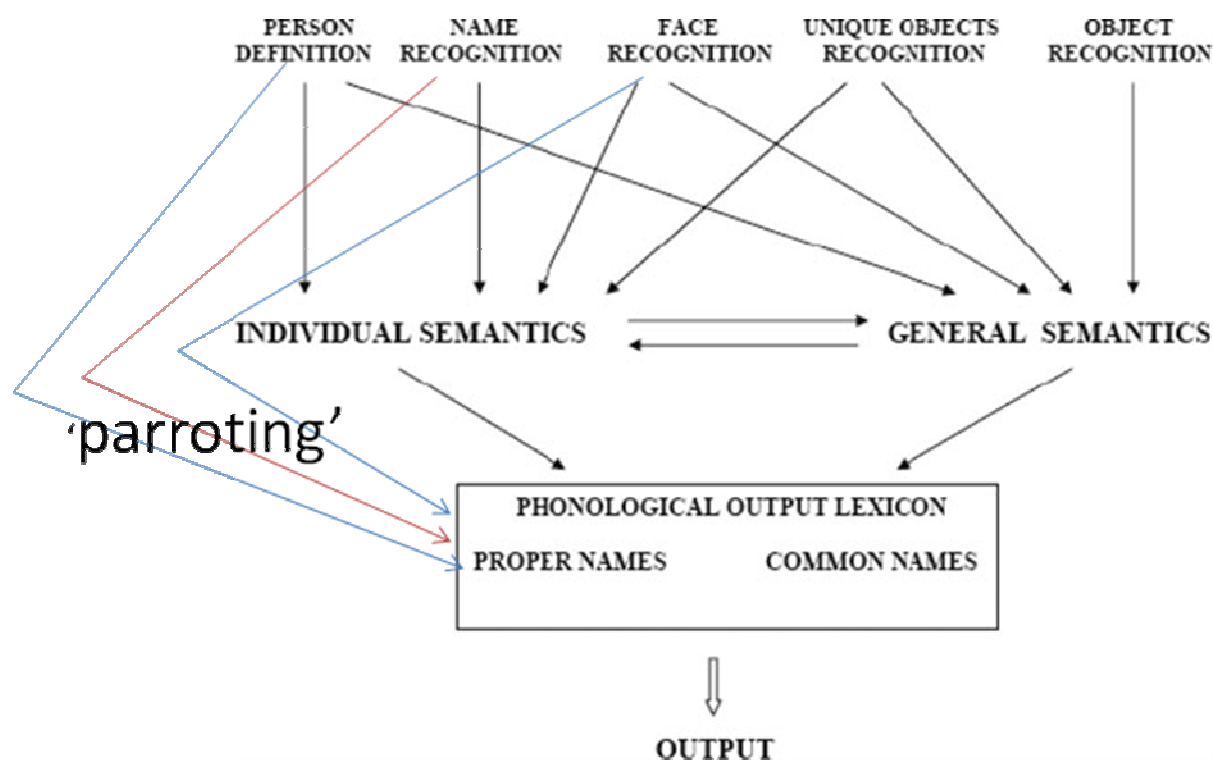 PERSON
DEFINITION
NAME
RECOGNITION
FACE
RECOGNITION
UNIQUE OBJECTS
RECOGNITION
OBJECT
RECOGNITION
INDIVIDUAL SEMANTICS
GENERAL SEMANTICS
‘parroting’
PHONOLOGICAL OUTPUT LEXICON
PROPER NAMES
COMMON NAMES
OUTPUT